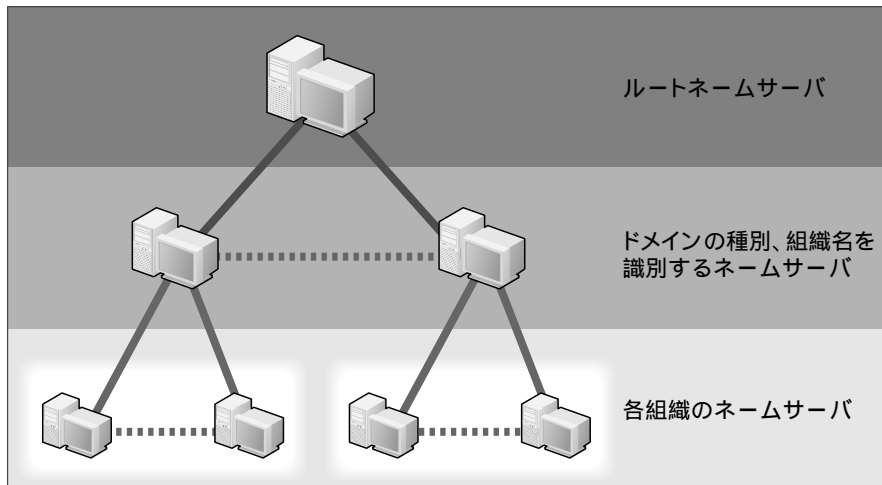 ルートネームサーバ
ドメインの種別、組織名を
識別するネームサーバ
各組織のネームサーバ